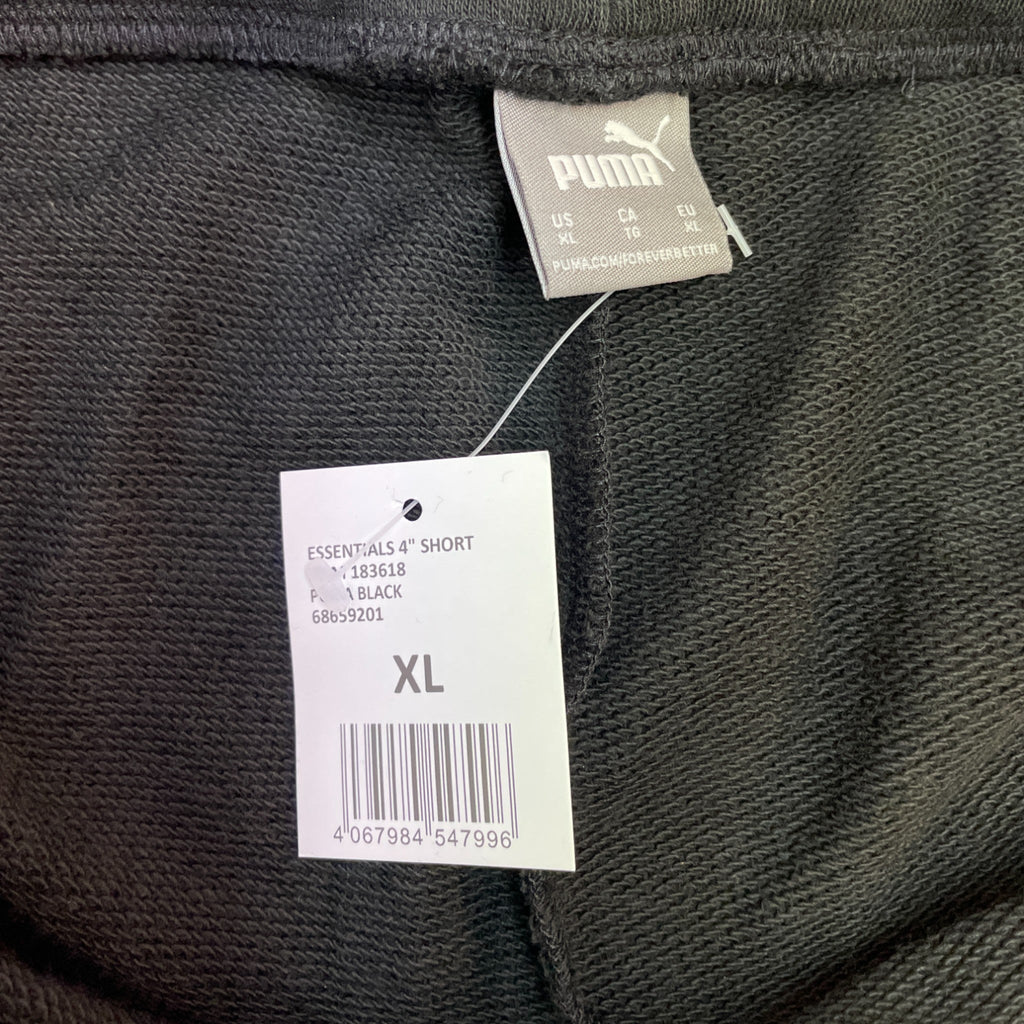 PUMA
US CA EU
XL TG XL
PUMA.COM/FOREVERBETTER
ESSENTIALS 4" SHORT
183618
BLACK
68659201
XL
4 067984 547996